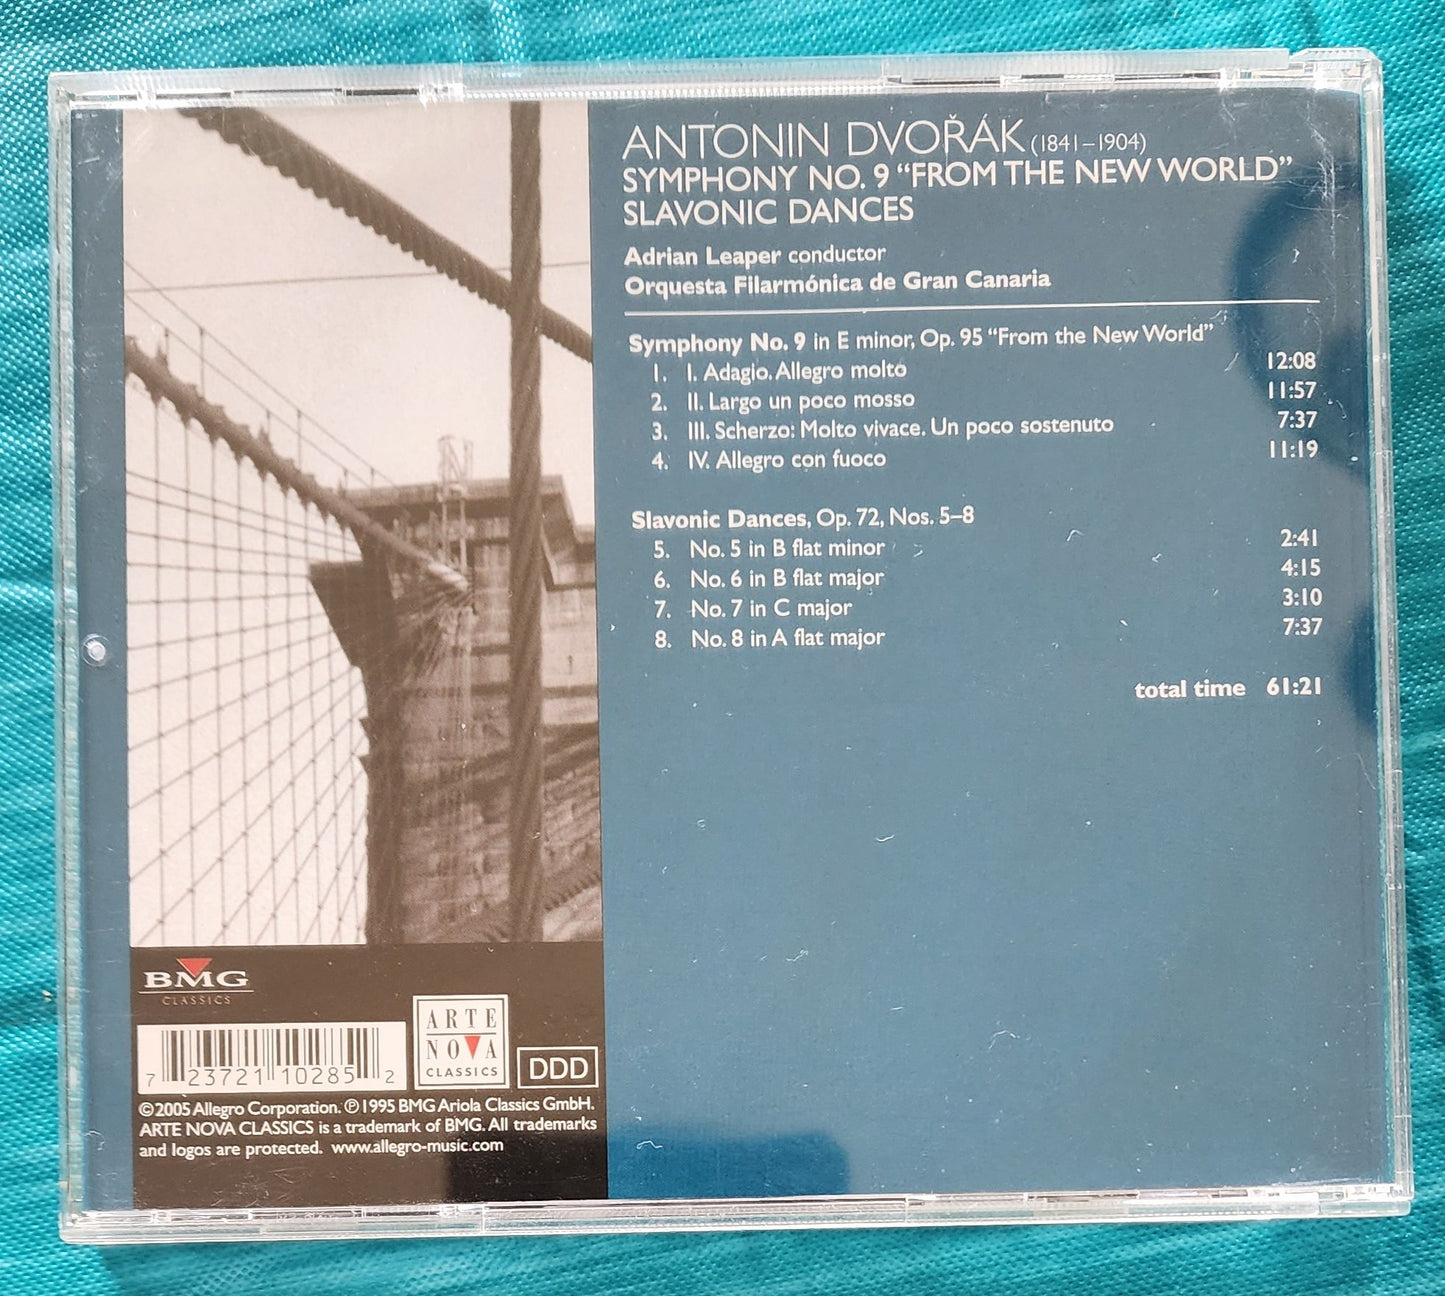 ANTONIN DVOŘÁK (1841–1904)
SYMPHONY NO. 9 “FROM THE NEW WORLD”
SLAVONIC DANCES
Adrian Leaper conductor
Orquesta Filarmónica de Gran Canaria
Symphony No. 9 in E minor, Op. 95 “From the New World”
1. I. Adagio. Allegro molto 12:08
2. II. Largo un poco mosso 11:57
3. III. Scherzo: Molto vivace. Un poco sostenuto 7:37
4. IV. Allegro con fuoco 11:19
Slavonic Dances, Op. 72, Nos. 5–8
5. No. 5 in B flat minor 2:41
6. No. 6 in B flat major 4:15
7. No. 7 in C major 3:10
8. No. 8 in A flat major 7:37
total time 61:21
BMG
CLASSICS
ARTE
NOVA
CLASSICS
DDD
7 23721 10285 2
©2005 Allegro Corporation. ℗1995 BMG Ariola Classics GmbH.
ARTE NOVA CLASSICS is a trademark of BMG. All trademarks
and logos are protected. www.allegro-music.com